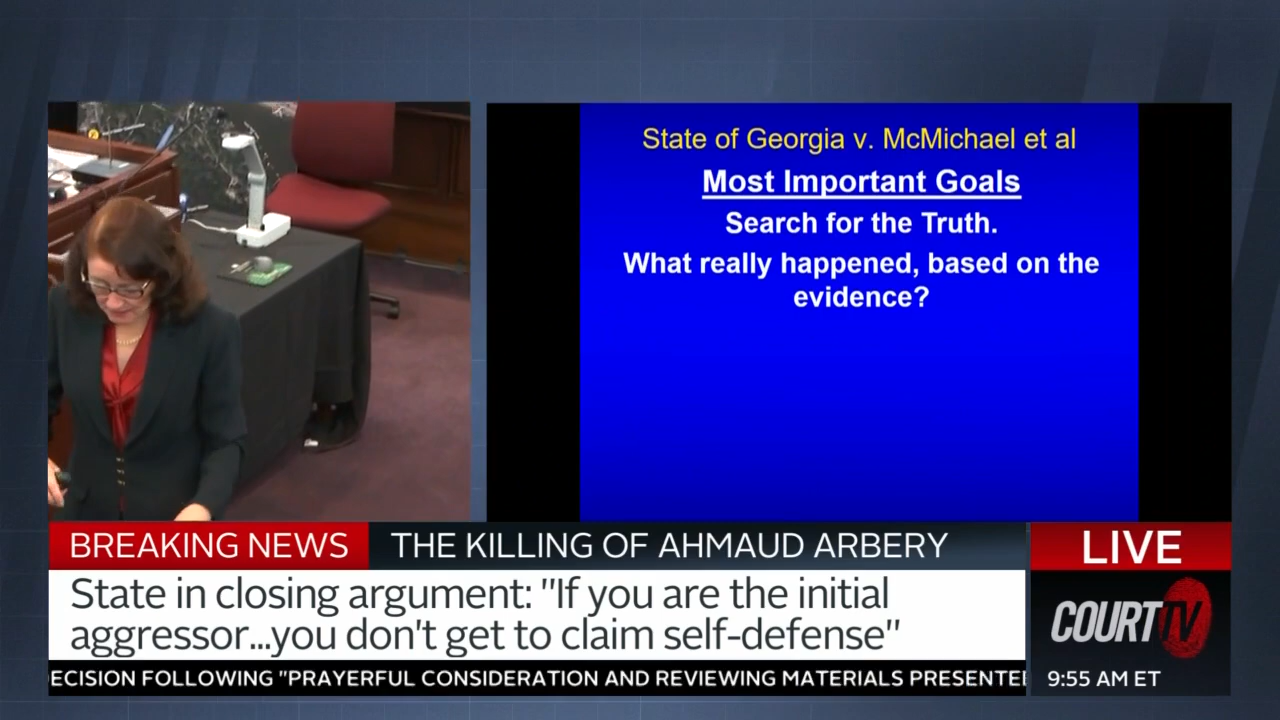 State of Georgia v. McMichael et al
Most Important Goals
Search for the Truth.
What really happened, based on the
evidence?
BREAKING NEWS
THE KILLING OF AHMAUD ARBERY
LIVE
State in closing argument: "If you are the initial
aggressor...you don't get to claim self-defense"
COURT TV
ECISION FOLLOWING "PRAYERFUL CONSIDERATION AND REVIEWING MATERIALS PRESENTE
9:55 AM ET